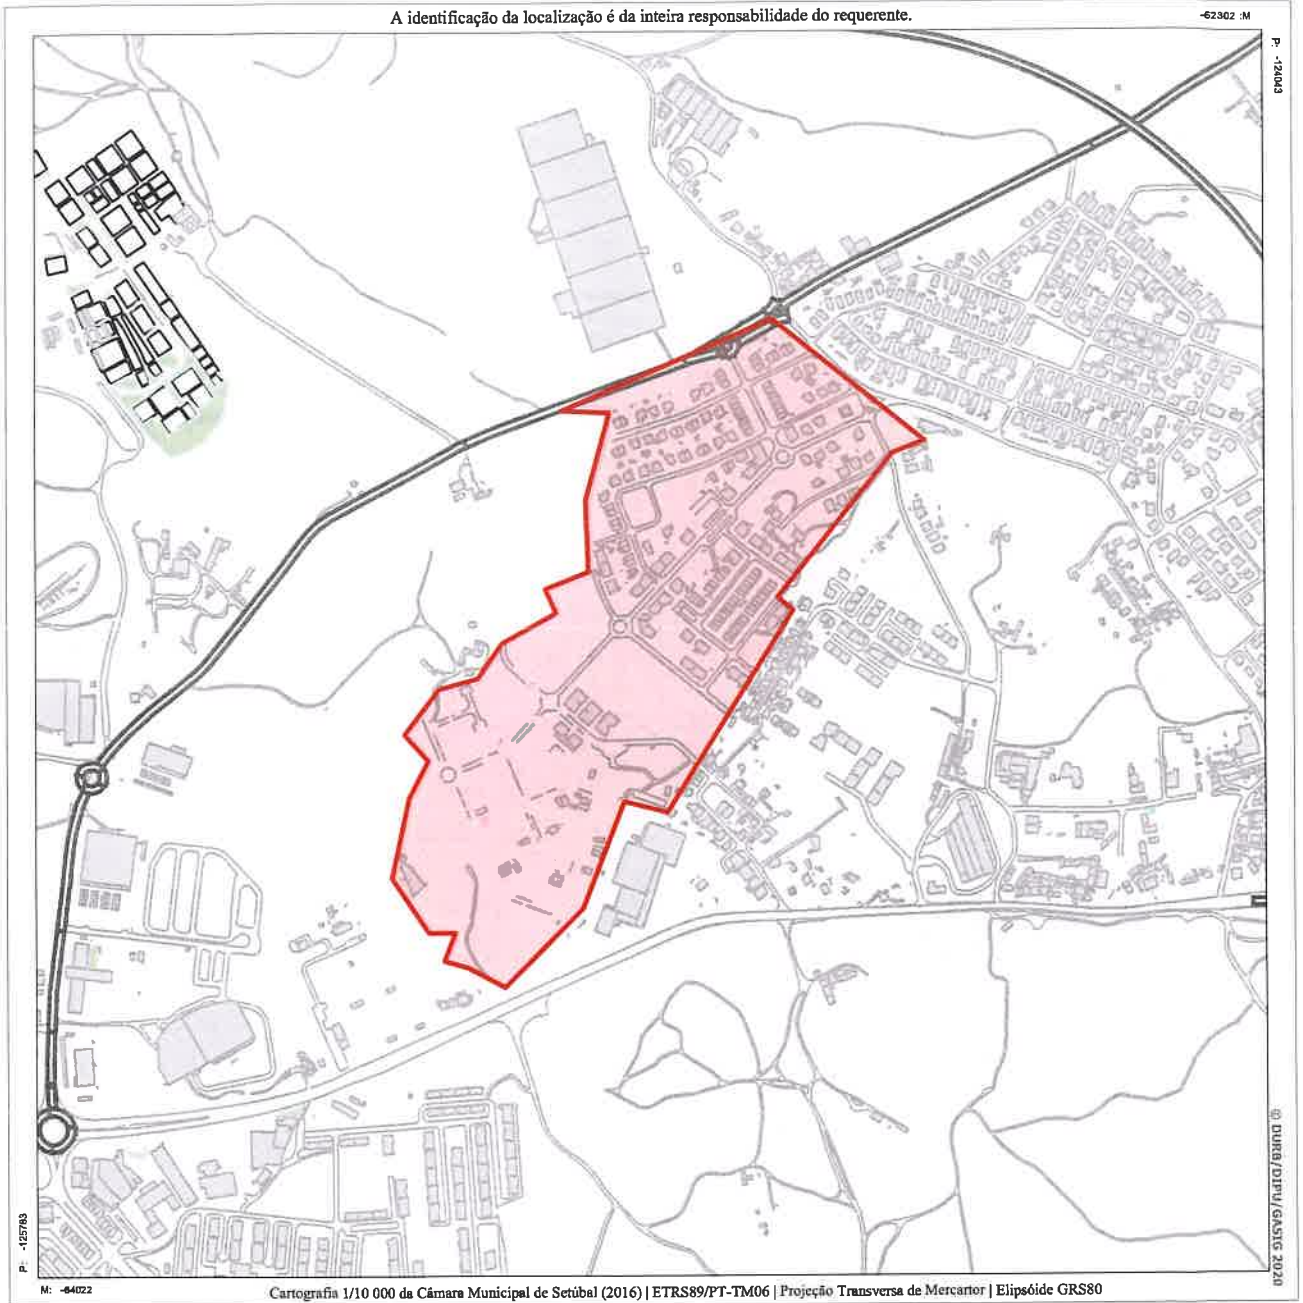 A identificação da localização é da inteira responsabilidade do requerente.
-62302 :M
P: -124043
© DURB/DIPU/GASIG 2020
P: -125783
M: -64022
Cartografia 1/10 000 da Câmara Municipal de Setúbal (2016) | ETRS89/PT-TM06 | Projeção Transversa de Mercartor | Elipsóide GRS80